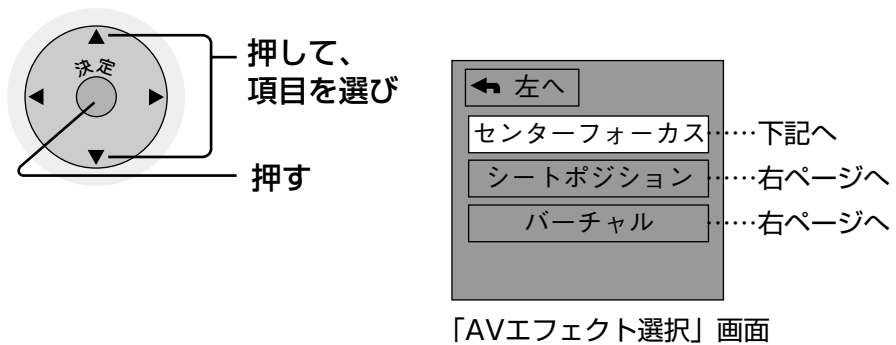 決定
押して、
項目を選び
押す
左へ
センターフォーカス……下記へ
シートポジション……右ページへ
バーチャル……右ページへ
「AVエフェクト選択」画面